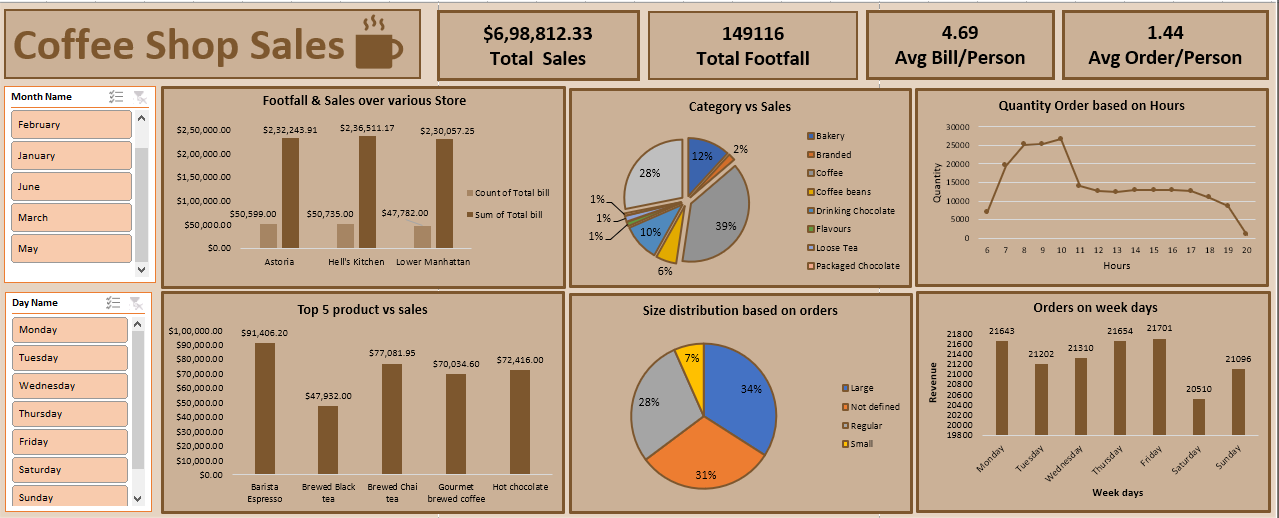 Coffee Shop Sales
$6,98,812.33
Total Sales
149116
Total Footfall
4.69
Avg Bill/Person
1.44
Avg Order/Person
Month Name
February
January
June
March
May
Day Name
Monday
Tuesday
Wednesday
Thursday
Friday
Saturday
Sunday
Footfall & Sales over various Store
$2,50,000.00
$2,00,000.00
$1,50,000.00
$1,00,000.00
$50,000.00
$0.00
$2,32,243.91
$2,36,511.17
$2,30,057.25
$50,599.00
$50,735.00
$47,782.00
Astoria
Hell's Kitchen
Lower Manhattan
Count of Total bill
Sum of Total bill
Category vs Sales
12%
2%
39%
6%
10%
1%
1%
1%
28%
Bakery
Branded
Coffee
Coffee beans
Drinking Chocolate
Flavours
Loose Tea
Packaged Chocolate
Quantity Order based on Hours
Quantity
30000
25000
20000
15000
10000
5000
0
6 7 8 9 10 11 12 13 14 15 16 17 18 19 20
Hours
Top 5 product vs sales
$1,00,000.00
$90,000.00
$80,000.00
$70,000.00
$60,000.00
$50,000.00
$40,000.00
$30,000.00
$20,000.00
$10,000.00
$0.00
$91,406.20
$47,932.00
$77,081.95
$70,034.60
$72,416.00
Barista
Espresso
Brewed Black
tea
Brewed Chai
tea
Gourmet
brewed coffee
Hot chocolate
Size distribution based on orders
34%
31%
28%
7%
Large
Not defined
Regular
Small
Orders on week days
Revenue
21800
21600
21400
21200
21000
20800
20600
20400
20200
20000
19800
21643
21202
21310
21654
21701
20510
21096
Monday
Tuesday
Wednesday
Thursday
Friday
Saturday
Sunday
Week days